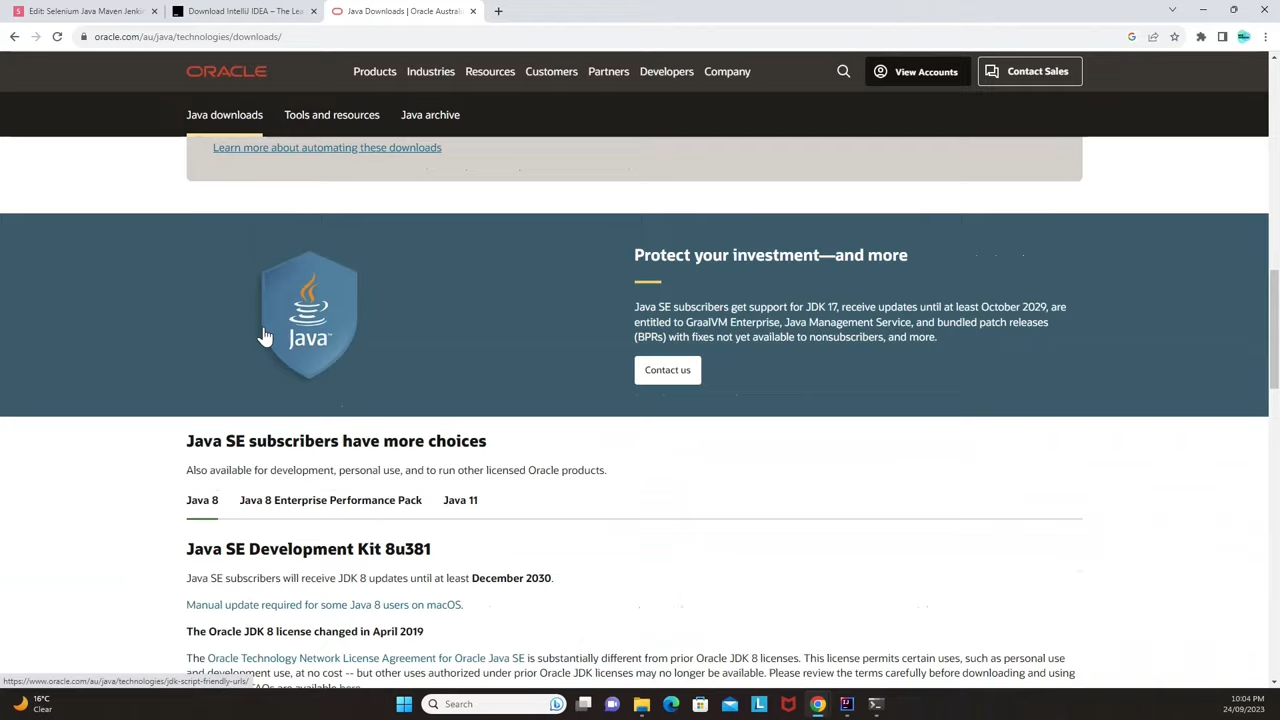 Edit: Selenium Java Maven Jenki
Download IntelliJ IDEA – The Lea
Java Downloads | Oracle Austral
oracle.com/au/java/technologies/downloads/
ORACLE
Products
Industries
Resources
Customers
Partners
Developers
Company
View Accounts
Contact Sales
Java downloads
Tools and resources
Java archive
Learn more about automating these downloads
Java™
Protect your investment—and more
Java SE subscribers get support for JDK 17, receive updates until at least October 2029, are
entitled to GraalVM Enterprise, Java Management Service, and bundled patch releases
(BPRs) with fixes not yet available to nonsubscribers, and more.
Contact us
Java SE subscribers have more choices
Also available for development, personal use, and to run other licensed Oracle products.
Java 8
Java 8 Enterprise Performance Pack
Java 11
Java SE Development Kit 8u381
Java SE subscribers will receive JDK 8 updates until at least December 2030.
Manual update required for some Java 8 users on macOS.
The Oracle JDK 8 license changed in April 2019
The Oracle Technology Network License Agreement for Oracle Java SE is substantially different from prior Oracle JDK 8 licenses. This license permits certain uses, such as personal use
and development use, at no cost -- but other uses authorized under prior Oracle JDK licenses may no longer be available. Please review the terms carefully before downloading and using
are available here
https://www.oracle.com/au/java/technologies/jdk-script-friendly-urls/
16°C
Clear
Search
10:04 PM
24/09/2023